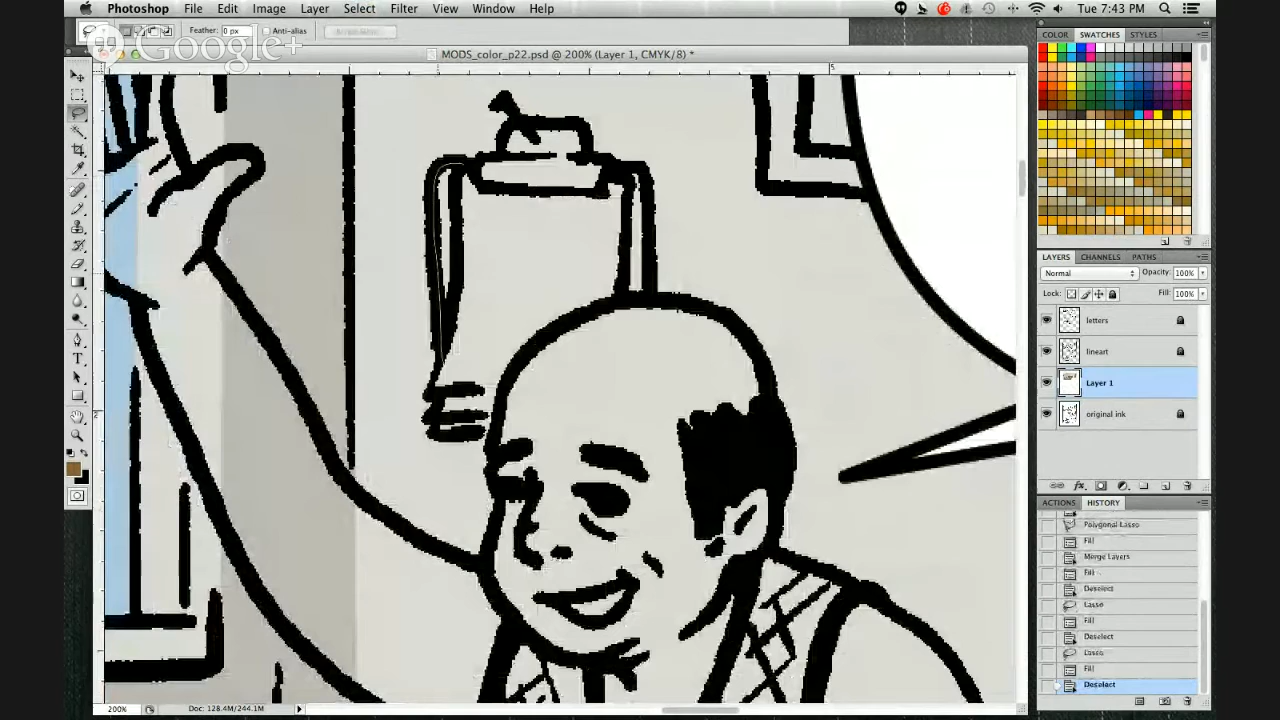 Photoshop File Edit Image Layer Select Filter View Window Help Tue 7:43 PM
Google+
Feather: 0 px Anti-alias
MODS_color_p22.psd @ 200% (Layer 1, CMYK/8) *
5
COLOR SWATCHES STYLES
LAYERS CHANNELS PATHS
Normal Opacity: 100%
Lock: Fill: 100%
letters
lineart
Layer 1
original ink
ACTIONS HISTORY
Polygonal Lasso
Fill
Merge Layers
Fill
Deselect
Lasso
Fill
Deselect
Lasso
Fill
Deselect
200% Doc: 128.4M/244.1M